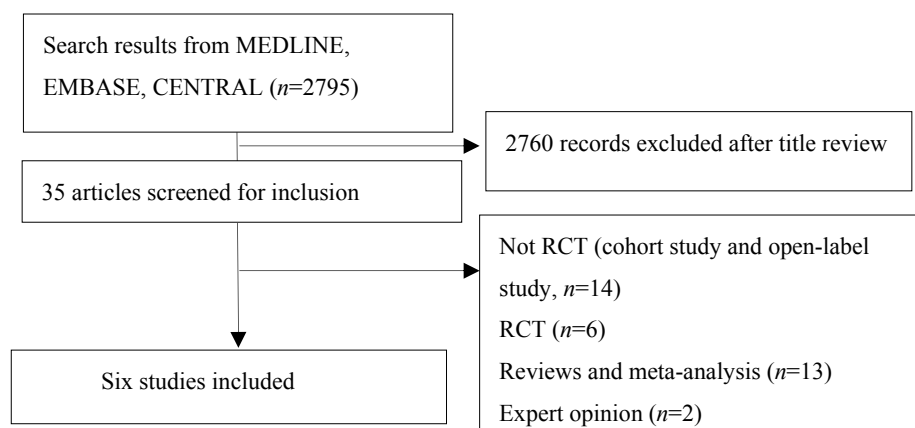 Search results from MEDLINE,
EMBASE, CENTRAL (n=2795)
2760 records excluded after title review
35 articles screened for inclusion
Not RCT (cohort study and open-label
study, n=14)
RCT (n=6)
Reviews and meta-analysis (n=13)
Expert opinion (n=2)
Six studies included